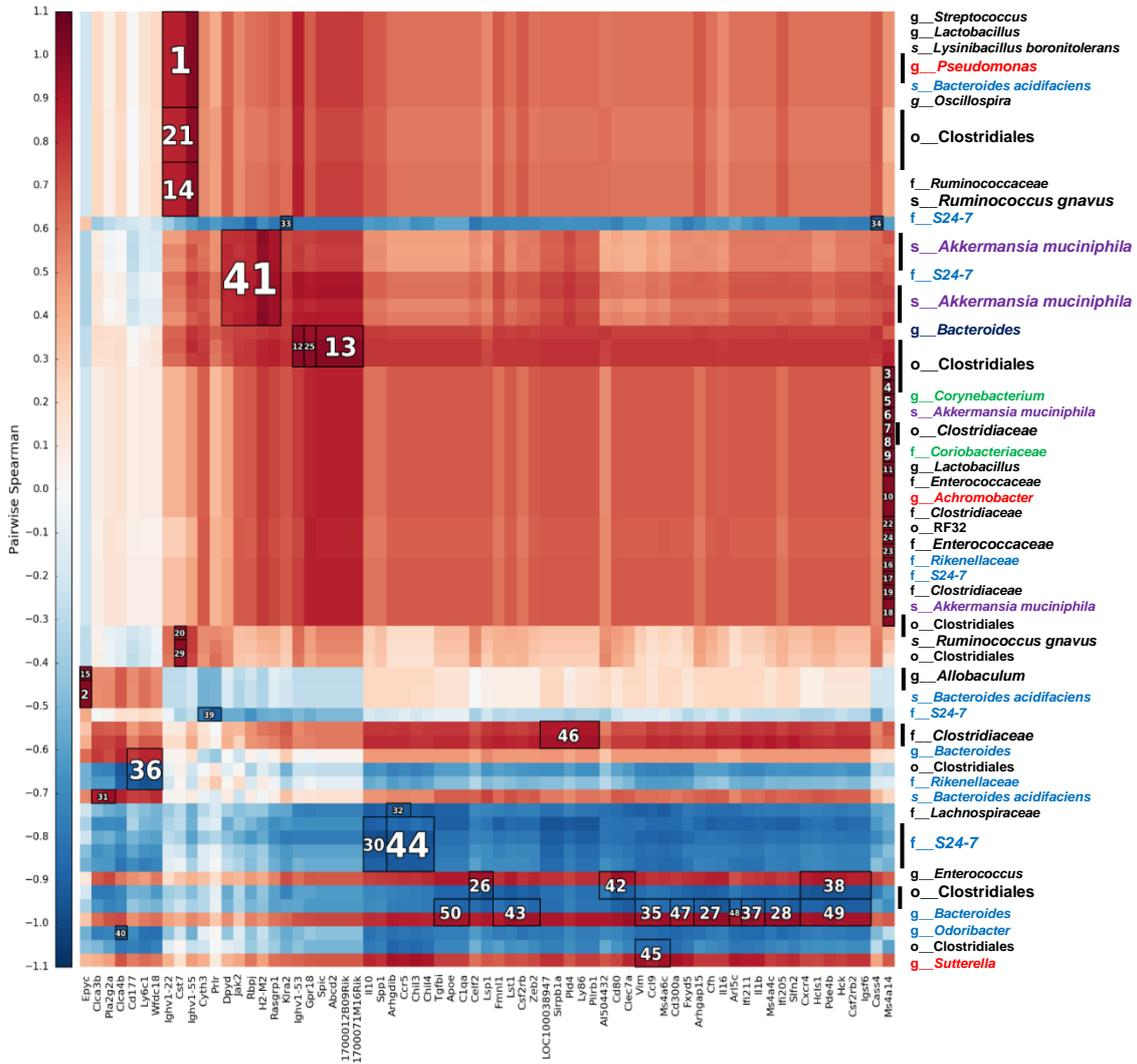 1.1
1.0
0.9
0.8
0.7
0.6
0.5
0.4
0.3
0.2
0.1
0.0
−0.1
−0.2
−0.3
−0.4
−0.5
−0.6
−0.7
−0.8
−0.9
−1.0
−1.1
Pairwise Spearman
1
21
14
33
34
41
12
25
13
3
4
5
6
7
8
9
11
10
22
24
23
16
17
19
18
20
29
15
2
39
46
36
31
32
30
44
26
42
38
50
43
35
47
27
48
37
28
49
40
45
g__Streptococcus
g__Lactobacillus
s__Lysinibacillus boronitolerans
g__Pseudomonas
s__Bacteroides acidifaciens
g__Oscillospira
o__Clostridiales
f__Ruminococcaceae
s__Ruminococcus gnavus
f__S24-7
s__Akkermansia muciniphila
f__S24-7
s__Akkermansia muciniphila
g__Bacteroides
o__Clostridiales
g__Corynebacterium
s__Akkermansia muciniphila
o__Clostridiaceae
f__Coriobacteriaceae
g__Lactobacillus
f__Enterococcaceae
g__Achromobacter
f__Clostridiaceae
o__RF32
f__Enterococcaceae
f__Rikenellaceae
f__S24-7
f__Clostridiaceae
s__Akkermansia muciniphila
o__Clostridiales
s__Ruminococcus gnavus
o__Clostridiales
g__Allobaculum
s__Bacteroides acidifaciens
f__S24-7
f__Clostridiaceae
g__Bacteroides
o__Clostridiales
f__Rikenellaceae
s__Bacteroides acidifaciens
f__Lachnospiraceae
f__S24-7
g__Enterococcus
o__Clostridiales
g__Bacteroides
g__Odoribacter
o__Clostridiales
g__Sutterella
Epyc
Clca3b
Pla2g2a
Clca4b
Cd177
Ly6c1
Wfdc18
Ighv1-22
Cst7
Ighv1-55
Cyth3
Prlr
Dpyd
Jak2
Rbpj
H2-M2
Rasgrp1
Klra2
Ighv1-53
Gpr18
Spic
Abcd2
1700012B09Rik
1700071M16Rik
Il10
Spp1
Arhgdib
Ccr5
Chil3
Chil4
Tgfbi
Apoe
C1qa
Celf2
Lsp1
Fmnl1
Lst1
Csf2rb
Zeb2
LOC100038947
Sirpb1a
Pld4
Ly86
Pilrb1
AI504432
Cd80
Clec7a
Vim
Ccl9
Ms4a6c
Cd300a
Fxyd5
Arhgap15
Cfh
Il16
Arl5c
Ifi211
Il1b
Ms4a4c
Ifi205
Slfn2
Cxcr4
Hcls1
Pde4b
Hck
Csf2rb2
Igsf6
Cass4
Ms4a14